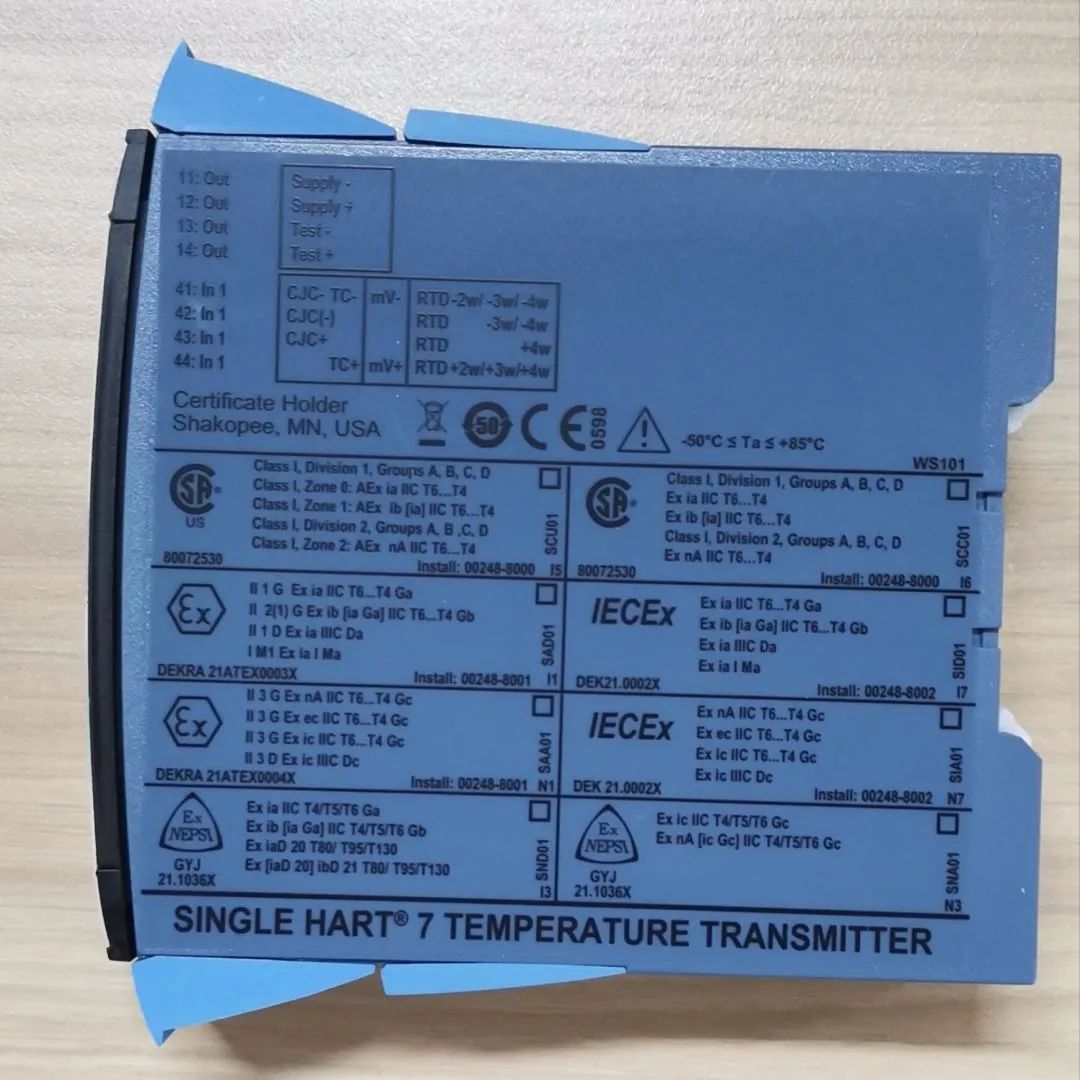 11: Out Supply -
12: Out Supply +
13: Out Test -
14: Out Test +
41: In 1 CJC- TC- mV- RTD-2w/ -3w/ -4w
42: In 1 CJC(-) RTD -3w/ -4w
43: In 1 CJC+ RTD +4w
44: In 1 TC+ mV+ RTD+2w/+3w/+4w
Certificate Holder
Shakopee, MN, USA
50
CE 0598
-50°C ≤ Ta ≤ +85°C
WS101
SA US
Class I, Division 1, Groups A, B, C, D
Class I, Zone 0: AEx ia IIC T6...T4
Class I, Zone 1: AEx ib [ia] IIC T6...T4
Class I, Division 2, Groups A, B ,C, D
Class I, Zone 2: AEx nA IIC T6...T4
80072530
Install: 00248-8000
SCU01
I5
SA
Class I, Division 1, Groups A, B, C, D
Ex ia IIC T6...T4
Ex ib [ia] IIC T6...T4
Class I, Division 2, Groups A, B, C, D
Ex nA IIC T6...T4
80072530
Install: 00248-8000
SCC01
I6
Ex
II 1 G Ex ia IIC T6...T4 Ga
II 2(1) G Ex ib [ia Ga] IIC T6...T4 Gb
II 1 D Ex ia IIIC Da
I M1 Ex ia I Ma
DEKRA 21ATEX0003X
Install: 00248-8001
SAD01
I1
IECEx
Ex ia IIC T6...T4 Ga
Ex ib [ia Ga] IIC T6...T4 Gb
Ex ia IIIC Da
Ex ia I Ma
DEK21.0002X
Install: 00248-8002
SID01
I7
Ex
II 3 G Ex nA IIC T6...T4 Gc
II 3 G Ex ec IIC T6...T4 Gc
II 3 G Ex ic IIC T6...T4 Gc
II 3 D Ex ic IIIC Dc
DEKRA 21ATEX0004X
Install: 00248-8001
SAA01
N1
IECEx
Ex nA IIC T6...T4 Gc
Ex ec IIC T6...T4 Gc
Ex ic IIC T6...T4 Gc
Ex ic IIIC Dc
DEK 21.0002X
Install: 00248-8002
SIA01
N7
Ex
NEPSI
GYJ
21.1036X
Ex ia IIC T4/T5/T6 Ga
Ex ib [ia Ga] IIC T4/T5/T6 Gb
Ex iaD 20 T80/ T95/T130
Ex [iaD 20] ibD 21 T80/ T95/T130
SND01
I3
Ex
NEPSI
GYJ
21.1036X
Ex ic IIC T4/T5/T6 Gc
Ex nA [ic Gc] IIC T4/T5/T6 Gc
SNA01
N3
SINGLE HART® 7 TEMPERATURE TRANSMITTER